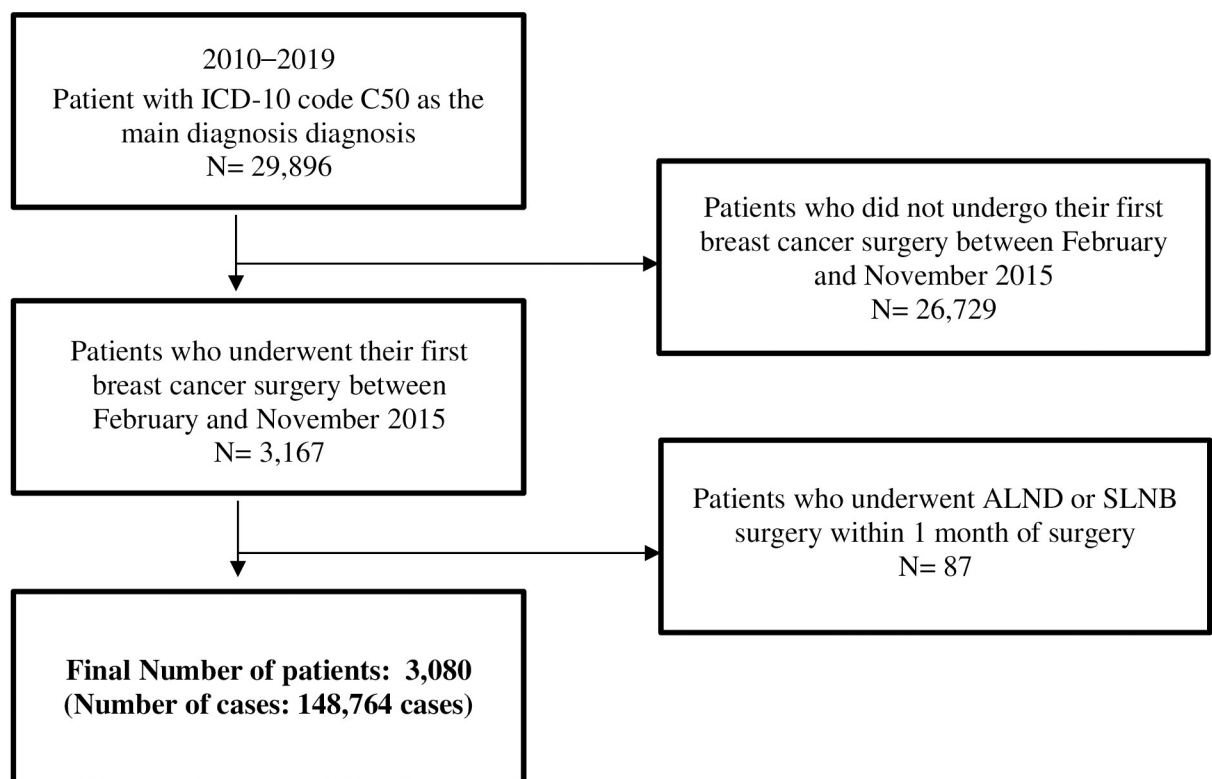 2010–2019
Patient with ICD-10 code C50 as the
main diagnosis diagnosis
N= 29,896
Patients who did not undergo their first
breast cancer surgery between February
and November 2015
N= 26,729
Patients who underwent their first
breast cancer surgery between
February and November 2015
N= 3,167
Patients who underwent ALND or SLNB
surgery within 1 month of surgery
N= 87
Final Number of patients:  3,080
(Number of cases: 148,764 cases)